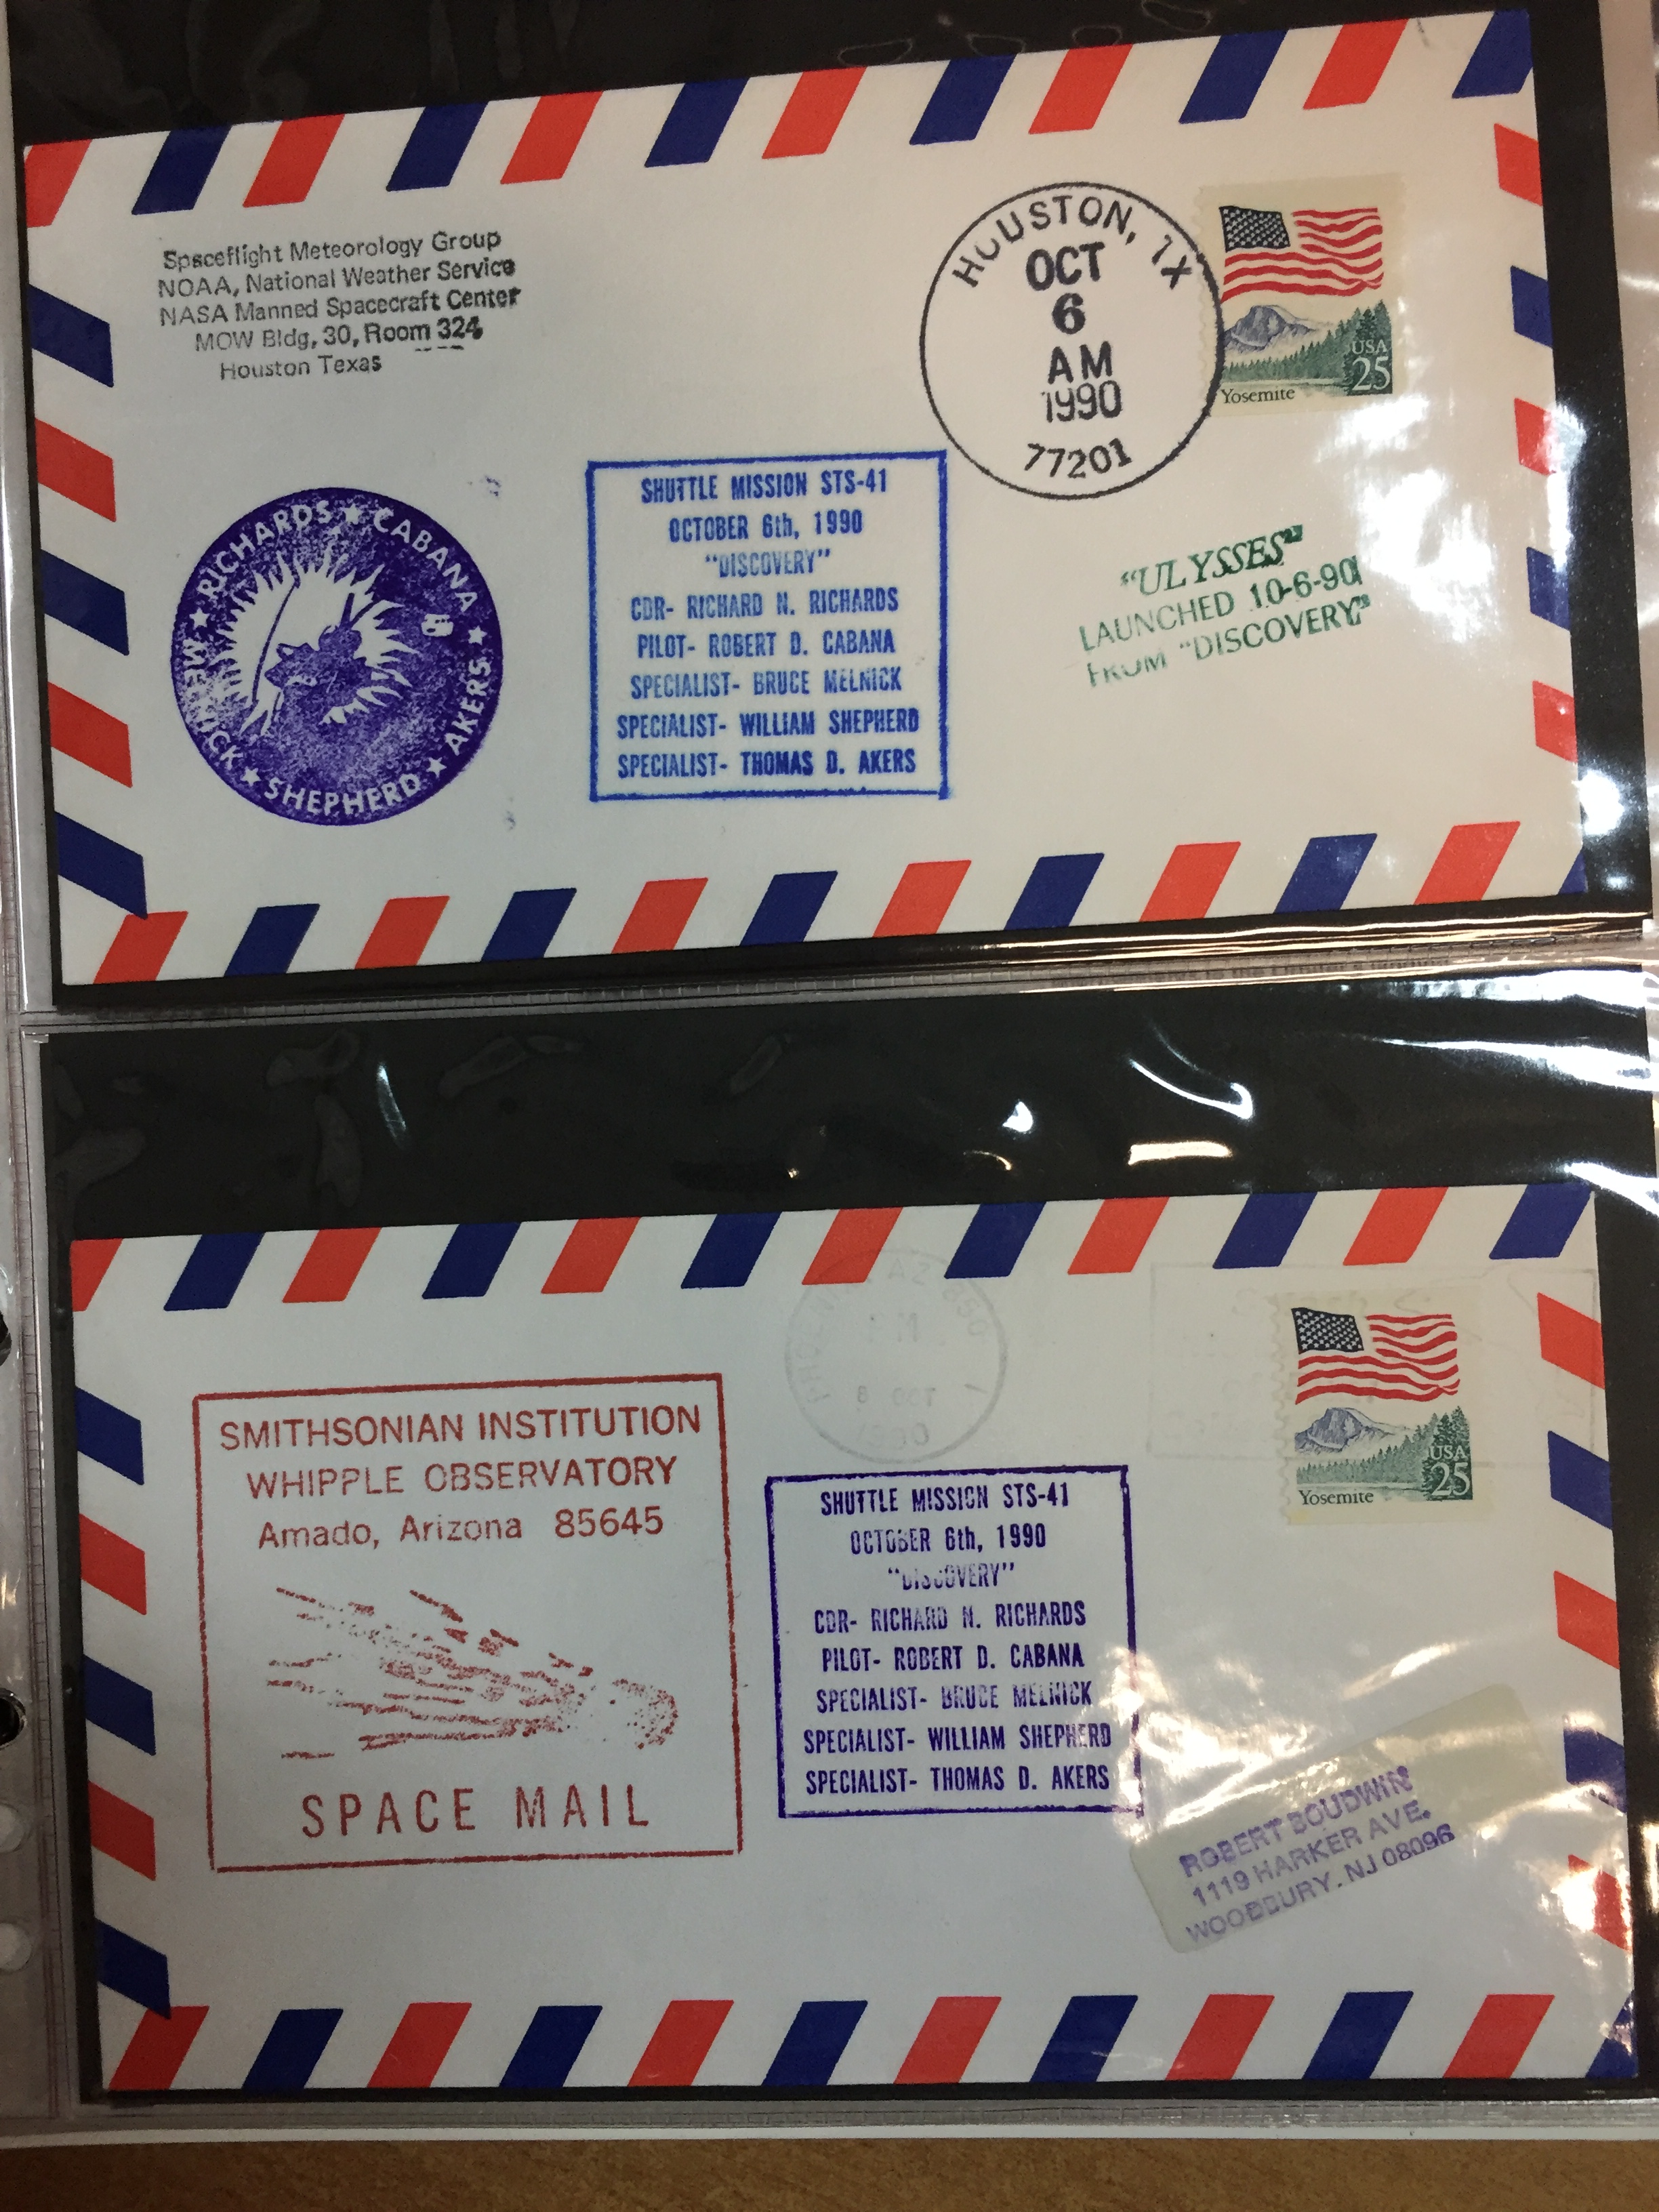 Spaceflight Meteorology Group
NOAA, National Weather Service
NASA Manned Spacecraft Center
MOW Bldg, 30, Room 324
Houston Texas
HOUSTON, TX
OCT
6
AM
1990
77201
USA
25
Yosemite
RICHARDS ★ CABANA ★ AKERS ★ SHEPHERD ★ MELNICK ★
SHUTTLE MISSION STS-41
OCTOBER 6th, 1990
"DISCOVERY"
CDR- RICHARD N. RICHARDS
PILOT- ROBERT D. CABANA
SPECIALIST- BRUCE MELNICK
SPECIALIST- WILLIAM SHEPHERD
SPECIALIST- THOMAS D. AKERS
"ULYSSES"
LAUNCHED 10-6-90
FROM "DISCOVERY"
SMITHSONIAN INSTITUTION
WHIPPLE OBSERVATORY
Amado, Arizona 85645
SPACE MAIL
USA
25
Yosemite
SHUTTLE MISSION STS-41
OCTOBER 6th, 1990
"DISCOVERY"
CDR- RICHARD N. RICHARDS
PILOT- ROBERT D. CABANA
SPECIALIST- BRUCE MELNICK
SPECIALIST- WILLIAM SHEPHERD
SPECIALIST- THOMAS D. AKERS
ROBERT BOUDWIN
1119 HARKER AVE.
WOODBURY. NJ 08096